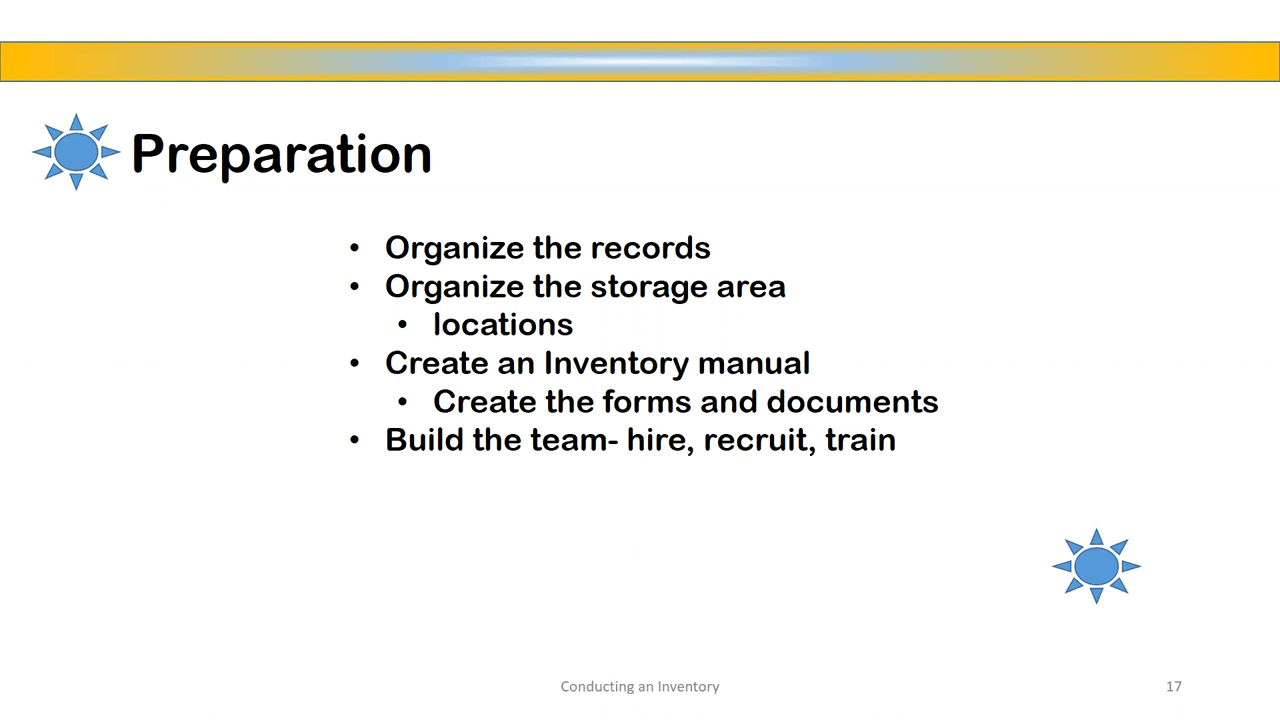 Preparation
• Organize the records
• Organize the storage area
• locations
• Create an Inventory manual
• Create the forms and documents
• Build the team- hire, recruit, train
Conducting an Inventory
17